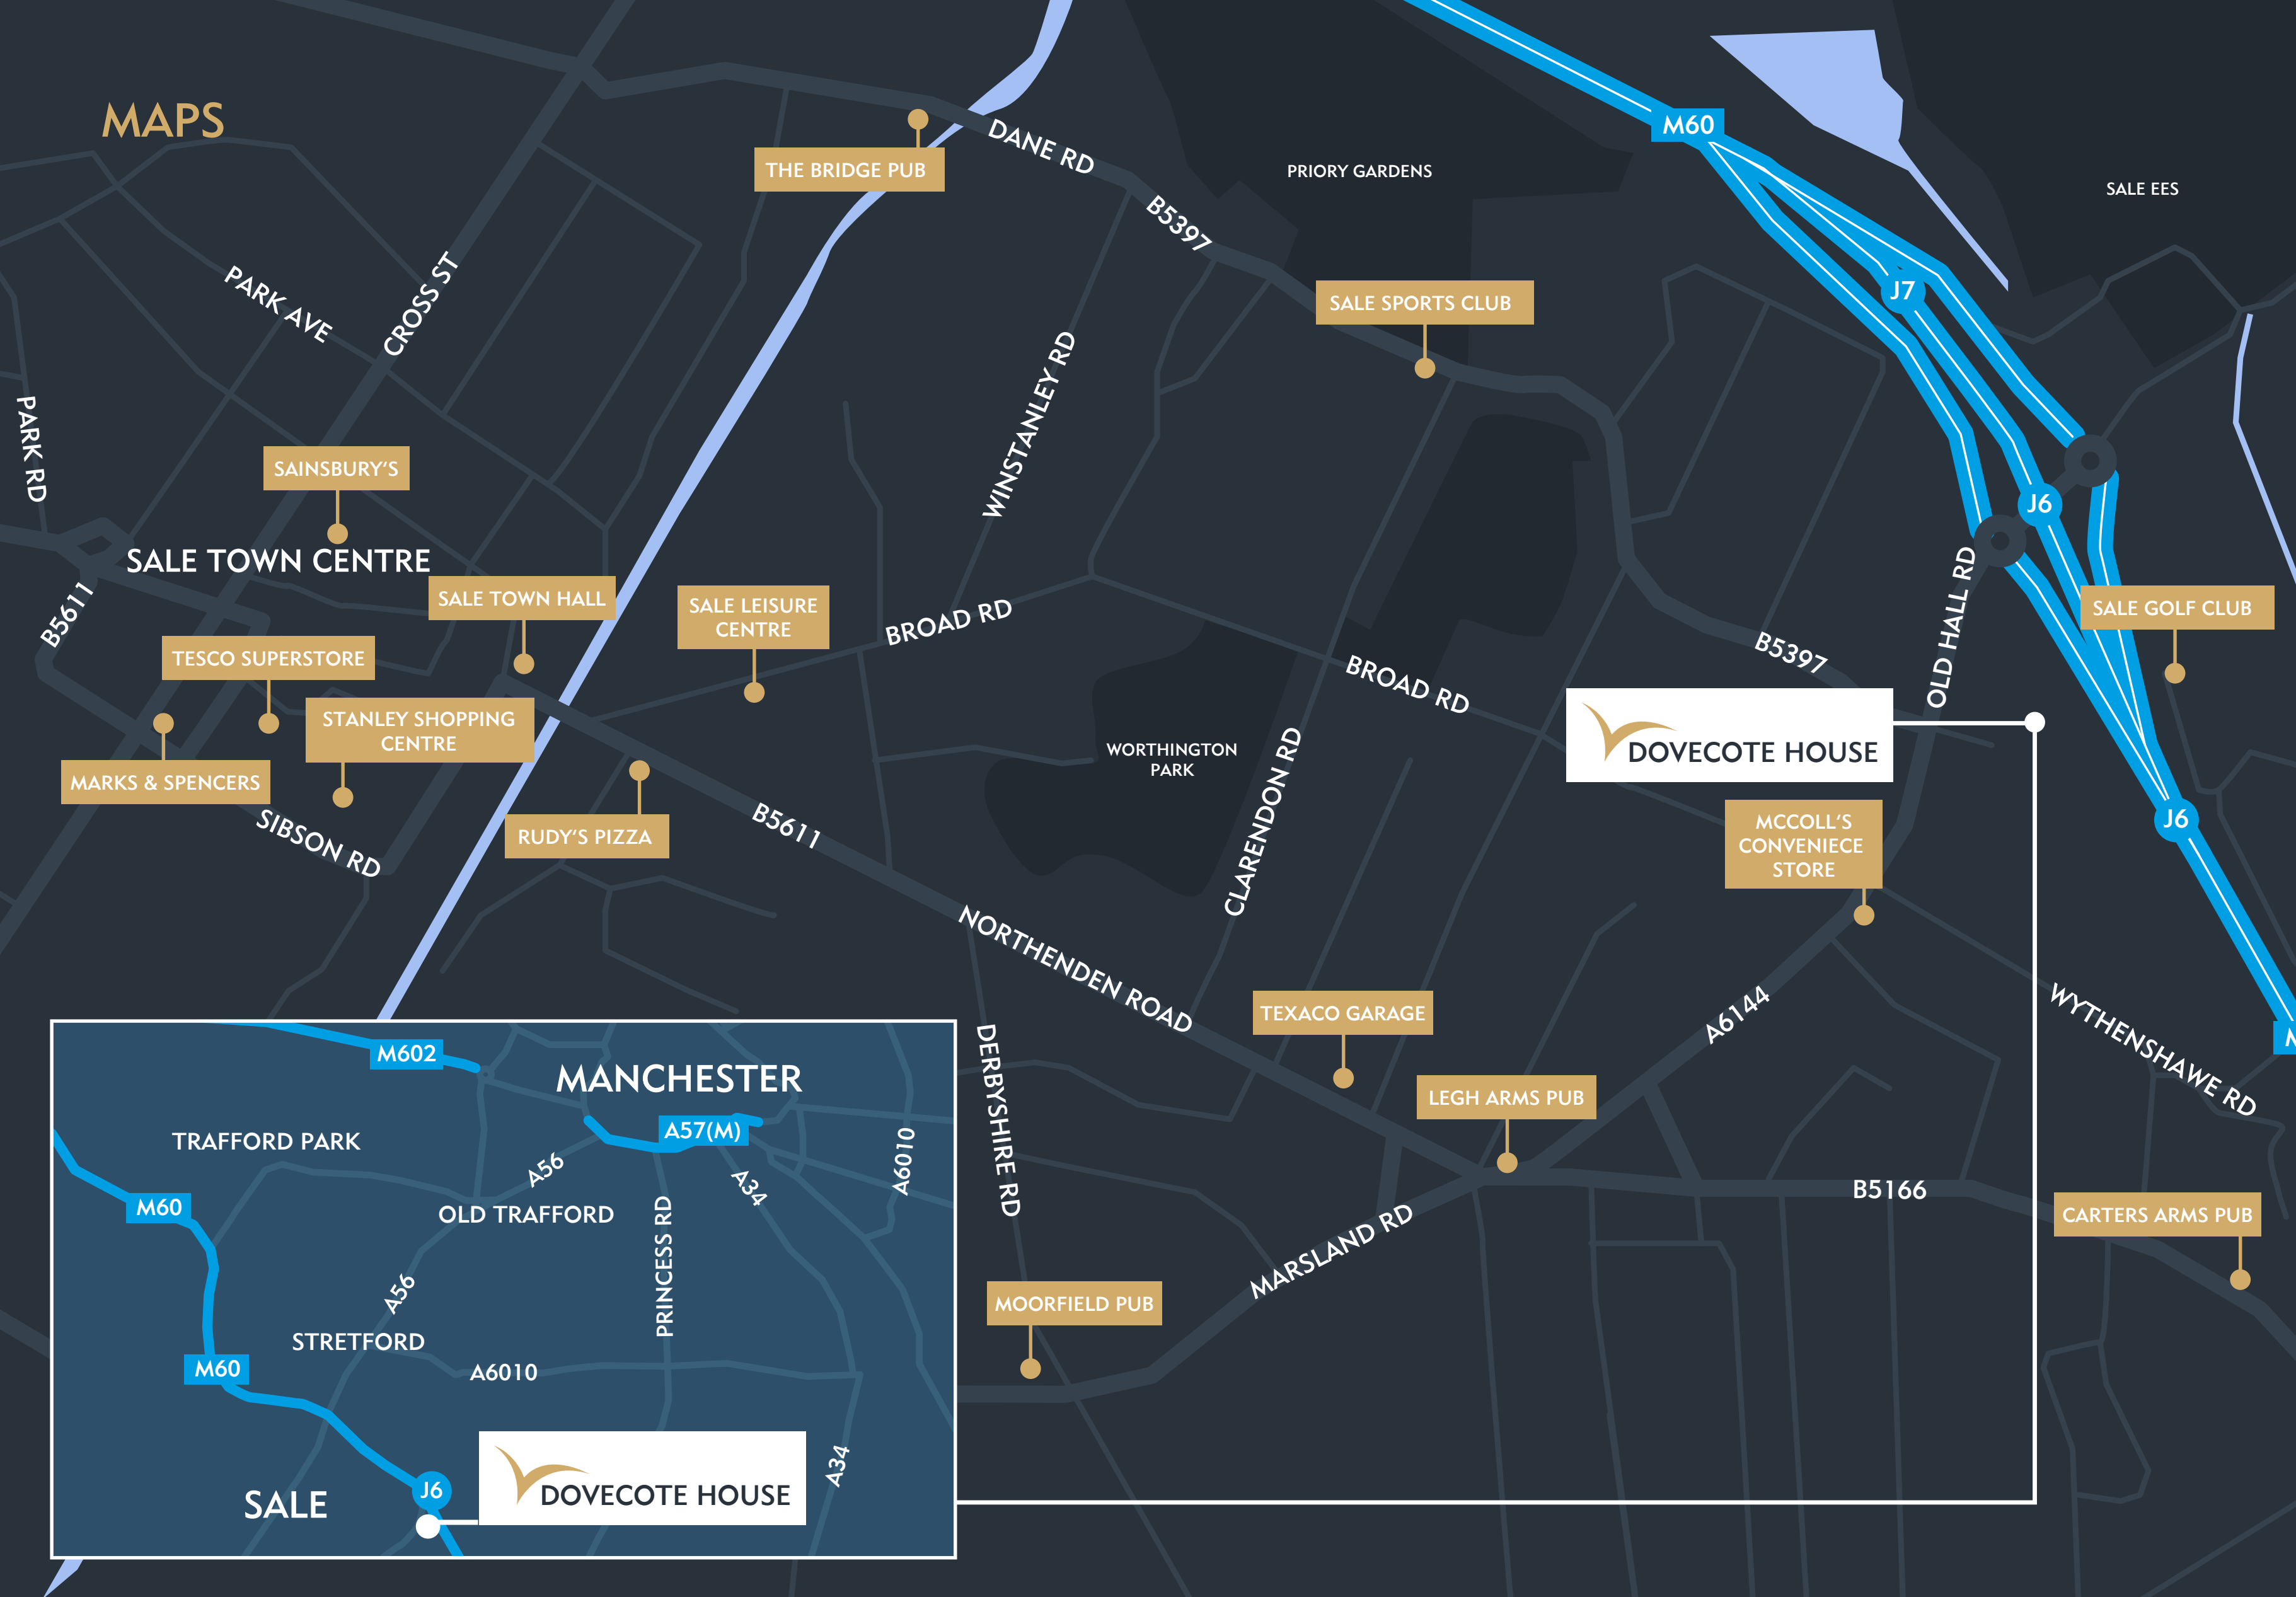 MAPS
M60
THE BRIDGE PUB
DANE RD
PRIORY GARDENS
SALE EES
B5397
PARK AVE
CROSS ST
J7
SALE SPORTS CLUB
WINSTANLEY RD
PARK RD
SAINSBURY'S
J6
SALE TOWN CENTRE
B5611
SALE TOWN HALL
SALE LEISURE
CENTRE
BROAD RD
OLD HALL RD
SALE GOLF CLUB
TESCO SUPERSTORE
BROAD RD
B5397
STANLEY SHOPPING
CENTRE
DOVECOTE HOUSE
WORTHINGTON
PARK
MARKS & SPENCERS
CLARENDON RD
SIBSON RD
RUDY'S PIZZA
B5611
MCCOLL'S
CONVENIECE
STORE
J6
NORTHENDEN ROAD
TEXACO GARAGE
A6144
WYTHENSHAWE RD
M
DERBYSHIRE RD
LEGH ARMS PUB
B5166
CARTERS ARMS PUB
MARSLAND RD
MOORFIELD PUB
M602
MANCHESTER
A57(M)
TRAFFORD PARK
A56
A34
A6010
M60
OLD TRAFFORD
PRINCESS RD
A56
STRETFORD
M60
A6010
A34
J6
SALE
DOVECOTE HOUSE